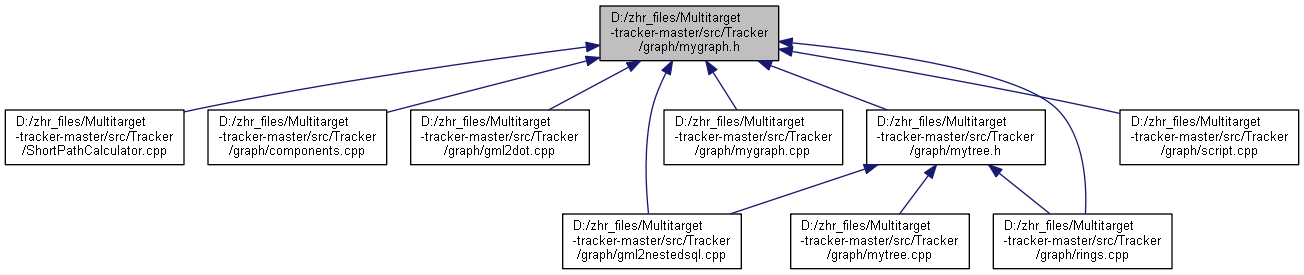 D:/zhr_files/Multitarget
-tracker-master/src/Tracker
/graph/mygraph.h
D:/zhr_files/Multitarget
-tracker-master/src/Tracker
/ShortPathCalculator.cpp
D:/zhr_files/Multitarget
-tracker-master/src/Tracker
/graph/components.cpp
D:/zhr_files/Multitarget
-tracker-master/src/Tracker
/graph/gml2dot.cpp
D:/zhr_files/Multitarget
-tracker-master/src/Tracker
/graph/mygraph.cpp
D:/zhr_files/Multitarget
-tracker-master/src/Tracker
/graph/mytree.h
D:/zhr_files/Multitarget
-tracker-master/src/Tracker
/graph/script.cpp
D:/zhr_files/Multitarget
-tracker-master/src/Tracker
/graph/gml2nestedsql.cpp
D:/zhr_files/Multitarget
-tracker-master/src/Tracker
/graph/mytree.cpp
D:/zhr_files/Multitarget
-tracker-master/src/Tracker
/graph/rings.cpp